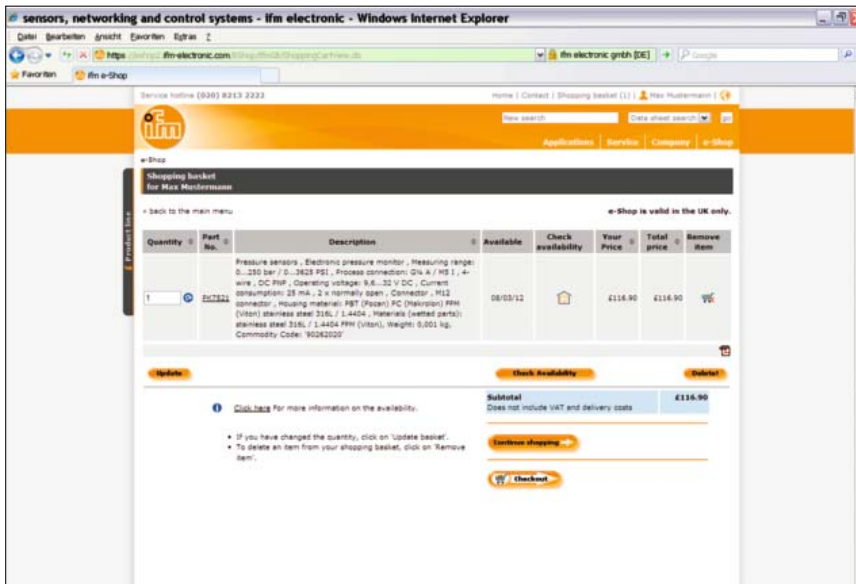 sensors, networking and control systems - ifm electronic - Windows Internet Explorer
Datei Bearbeiten Ansicht Favoriten Extras ?
https ifm-electronic.com
ifm electronic gmbh [DE]
Google
Favoriten ifm e-Shop
Service hotline (020) 8213 2222
Home | Contact | Shopping basket (1) | Max Mustermann |
ifm
New search Data sheet search go
Applications Service Company e-Shop
e-Shop
Shopping basket
for Max Mustermann
Product line
« back to the main menu
e-Shop is valid in the UK only.
Quantity Part No. Description Available Check availability Your Price Total price Remove item
Pressure sensors , Electronic pressure monitor , Measuring range:
0...250 bar / 0...3625 PSI , Process connection: G¼ A / M5 I , 4-
wire , DC PNP , Operating voltage: 9,6...32 V DC , Current
consumption: 25 mA , 2 x normally open , Connector , M12
connector , Housing material: PBT (Pocan) PC (Makrolon) FPM
(Viton) stainless steel 316L / 1.4404 , Materials (wetted parts):
stainless steel 316L / 1.4404 FPM (Viton), Weight: 0,001 kg,
Commodity Code: '90262020'
1 PK7521 08/03/12 £116.90 £116.90
Update Check Availability Delete!
Subtotal £116.90
Does not include VAT and delivery costs
Click here For more information on the availability.
• If you have changed the quantity, click on 'Update basket'.
• To delete an item from your shopping basket, click on 'Remove
item'.
Continue shopping
Checkout